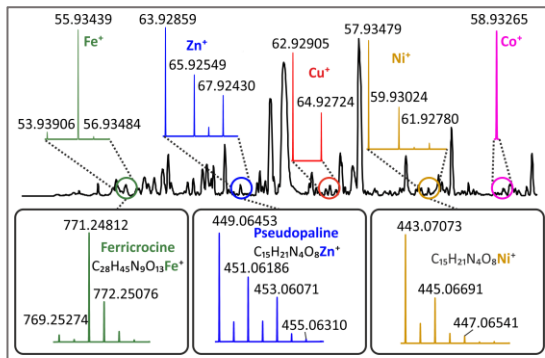 55.93439
Fe⁺
53.93906
56.93484
63.92859
Zn⁺
65.92549
67.92430
62.92905
Cu⁺
64.92724
57.93479
Ni⁺
59.93024
61.92780
58.93265
Co⁺
771.24812
Ferricrocine
C₂₈H₄₅N₉O₁₃Fe⁺
772.25076
769.25274
449.06453
Pseudopaline
C₁₅H₂₁N₄O₈Zn⁺
451.06186
453.06071
455.06310
443.07073
C₁₅H₂₁N₄O₈Ni⁺
445.06691
447.06541